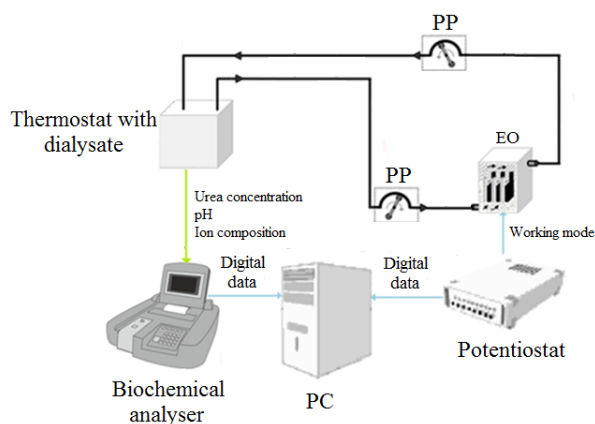 PP
Thermostat with
dialysate
EO
PP
Urea concentration
pH
Ion composition
Working mode
Digital
data
Digital
data
Potentiostat
Biochemical
analyser
PC